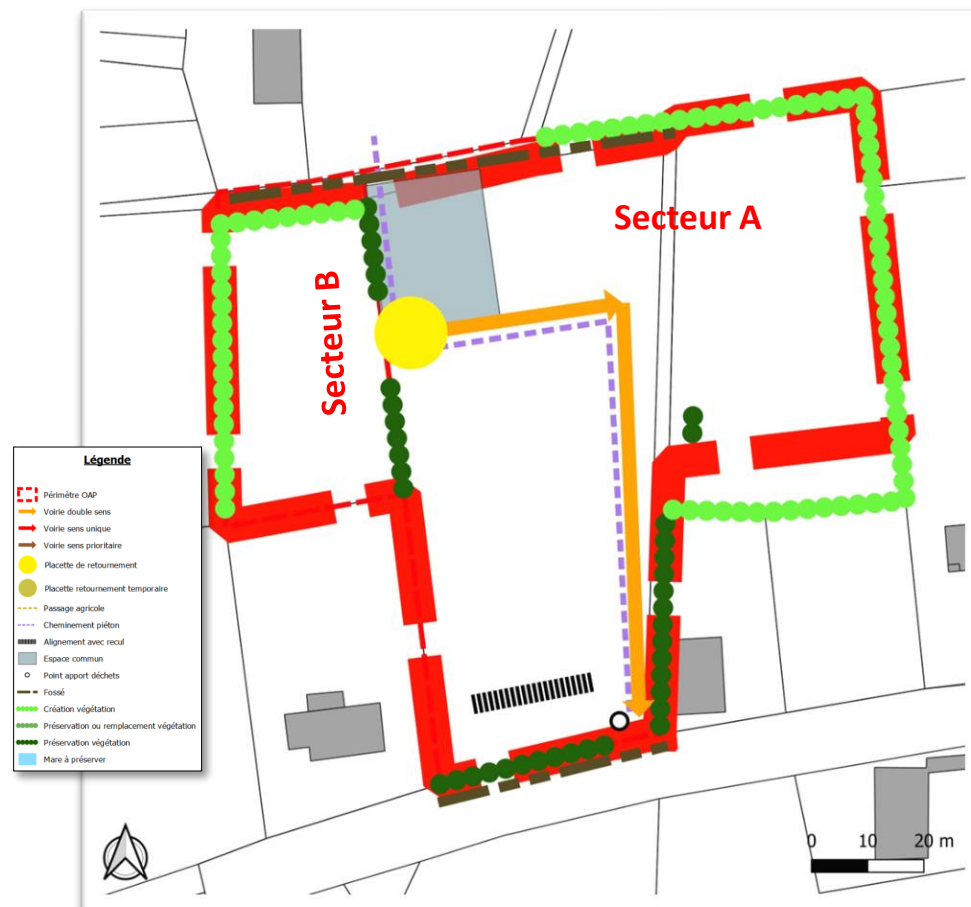 Secteur A
Secteur B
Légende
Périmètre OAP
Voirie double sens
Voirie sens unique
Voirie sens prioritaire
Placette de retournement
Placette retournement temporaire
Passage agricole
Cheminement piéton
Alignement avec recul
Espace commun
Point apport déchets
Fossé
Création végétation
Préservation ou remplacement végétation
Préservation végétation
Mare à préserver
0 10 20 m